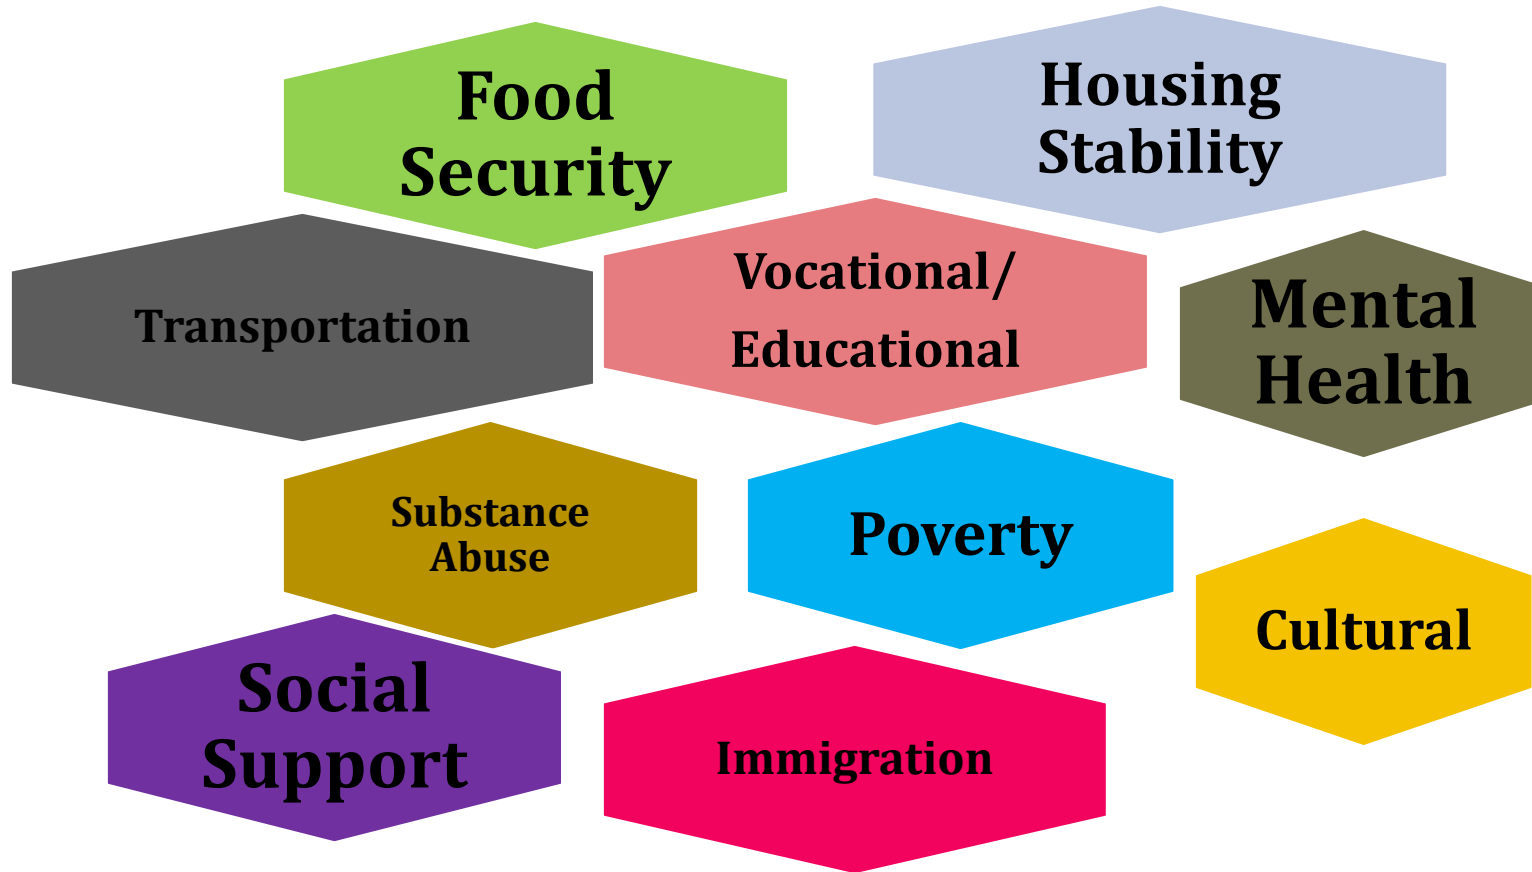 Food
Security
Housing
Stability
Transportation
Vocational/
Educational
Mental
Health
Substance
Abuse
Poverty
Cultural
Social
Support
Immigration